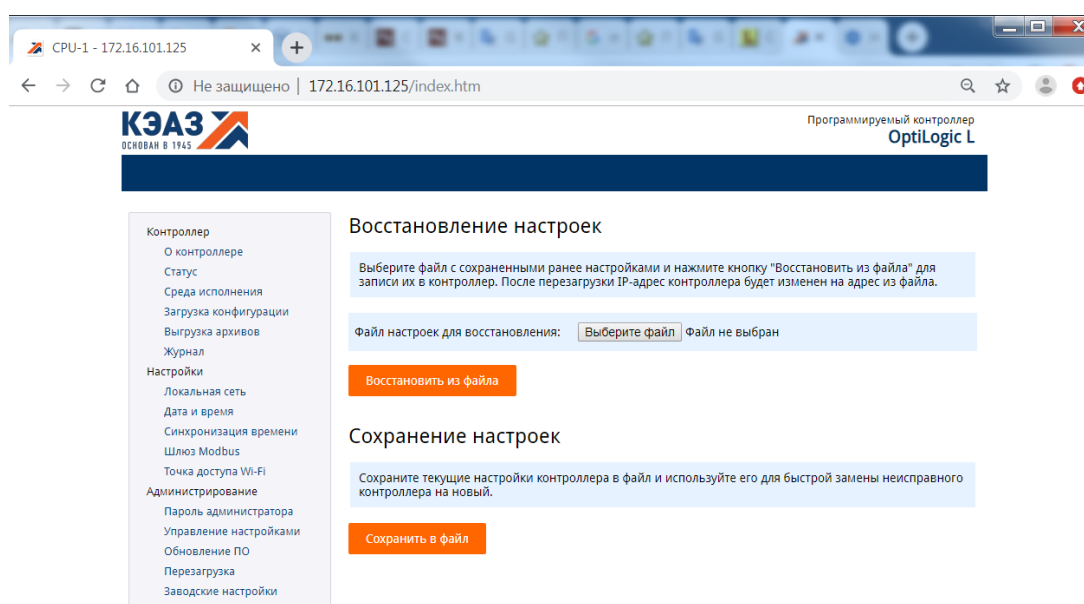 CPU-1 - 172.16.101.125
Не защищено | 172.16.101.125/index.htm
КЭАЗ
ОСНОВАН В 1945
Программируемый контроллер
OptiLogic L
Контроллер
О контроллере
Статус
Среда исполнения
Загрузка конфигурации
Выгрузка архивов
Журнал
Настройки
Локальная сеть
Дата и время
Синхронизация времени
Шлюз Modbus
Точка доступа Wi-Fi
Администрирование
Пароль администратора
Управление настройками
Обновление ПО
Перезагрузка
Заводские настройки
Восстановление настроек
Выберите файл с сохраненными ранее настройками и нажмите кнопку "Восстановить из файла" для
записи их в контроллер. После перезагрузки IP-адрес контроллера будет изменен на адрес из файла.
Файл настроек для восстановления: Выберите файл Файл не выбран
Восстановить из файла
Сохранение настроек
Сохраните текущие настройки контроллера в файл и используйте его для быстрой замены неисправного
контроллера на новый.
Сохранить в файл